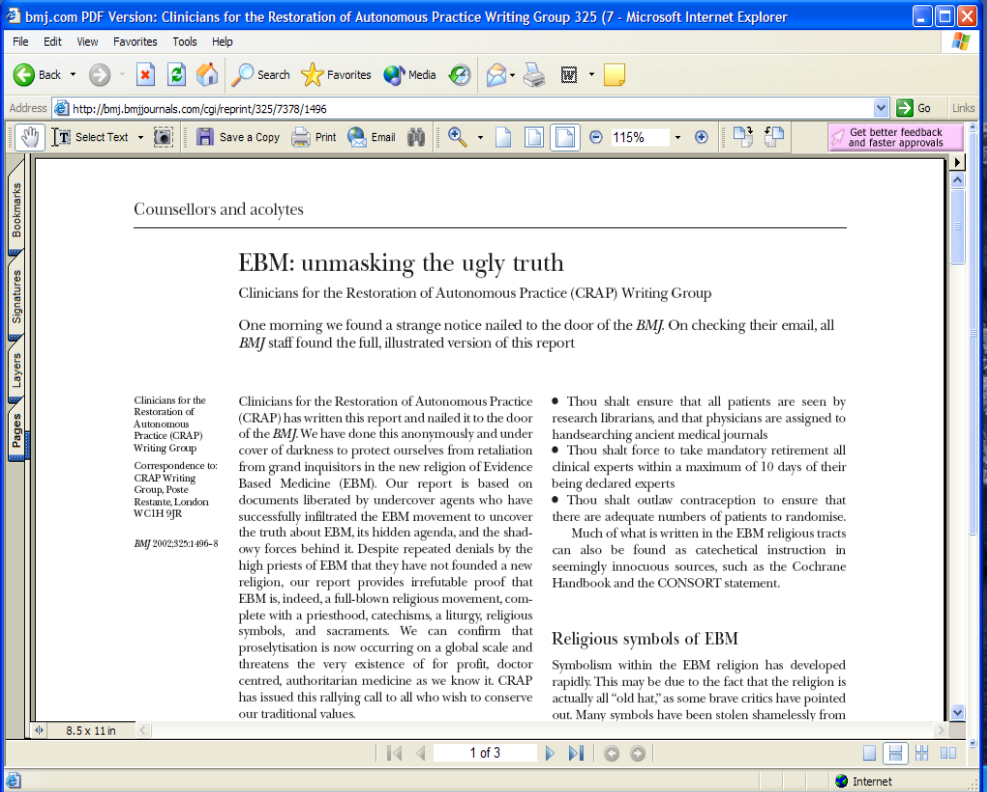 bmj.com PDF Version: Clinicians for the Restoration of Autonomous Practice Writing Group 325 (7 - Microsoft Internet Explorer
File Edit View Favorites Tools Help
Back Search Favorites Media
Address http://bmj.bmjjournals.com/cgi/reprint/325/7378/1496 Go Links
Select Text Save a Copy Print Email 115% Get better feedback
and faster approvals
Bookmarks
Signatures
Layers
Pages
Counsellors and acolytes
EBM: unmasking the ugly truth
Clinicians for the Restoration of Autonomous Practice (CRAP) Writing Group
One morning we found a strange notice nailed to the door of the BMJ. On checking their email, all
BMJ staff found the full, illustrated version of this report
Clinicians for the
Restoration of
Autonomous
Practice (CRAP)
Writing Group
Correspondence to:
CRAP Writing
Group, Poste
Restante, London
WC1H 9JR
BMJ 2002;325:1496–8
Clinicians for the Restoration of Autonomous Practice
(CRAP) has written this report and nailed it to the door
of the BMJ. We have done this anonymously and under
cover of darkness to protect ourselves from retaliation
from grand inquisitors in the new religion of Evidence
Based Medicine (EBM). Our report is based on
documents liberated by undercover agents who have
successfully infiltrated the EBM movement to uncover
the truth about EBM, its hidden agenda, and the shad-
owy forces behind it. Despite repeated denials by the
high priests of EBM that they have not founded a new
religion, our report provides irrefutable proof that
EBM is, indeed, a full-blown religious movement, com-
plete with a priesthood, catechisms, a liturgy, religious
symbols, and sacraments. We can confirm that
proselytisation is now occurring on a global scale and
threatens the very existence of for profit, doctor
centred, authoritarian medicine as we know it. CRAP
has issued this rallying call to all who wish to conserve
our traditional values.
● Thou shalt ensure that all patients are seen by
research librarians, and that physicians are assigned to
handsearching ancient medical journals
● Thou shalt force to take mandatory retirement all
clinical experts within a maximum of 10 days of their
being declared experts
● Thou shalt outlaw contraception to ensure that
there are adequate numbers of patients to randomise.
Much of what is written in the EBM religious tracts
can also be found as catechetical instruction in
seemingly innocuous sources, such as the Cochrane
Handbook and the CONSORT statement.
Religious symbols of EBM
Symbolism within the EBM religion has developed
rapidly. This may be due to the fact that the religion is
actually all “old hat,” as some brave critics have pointed
out. Many symbols have been stolen shamelessly from
8.5 x 11 in
1 of 3
Internet